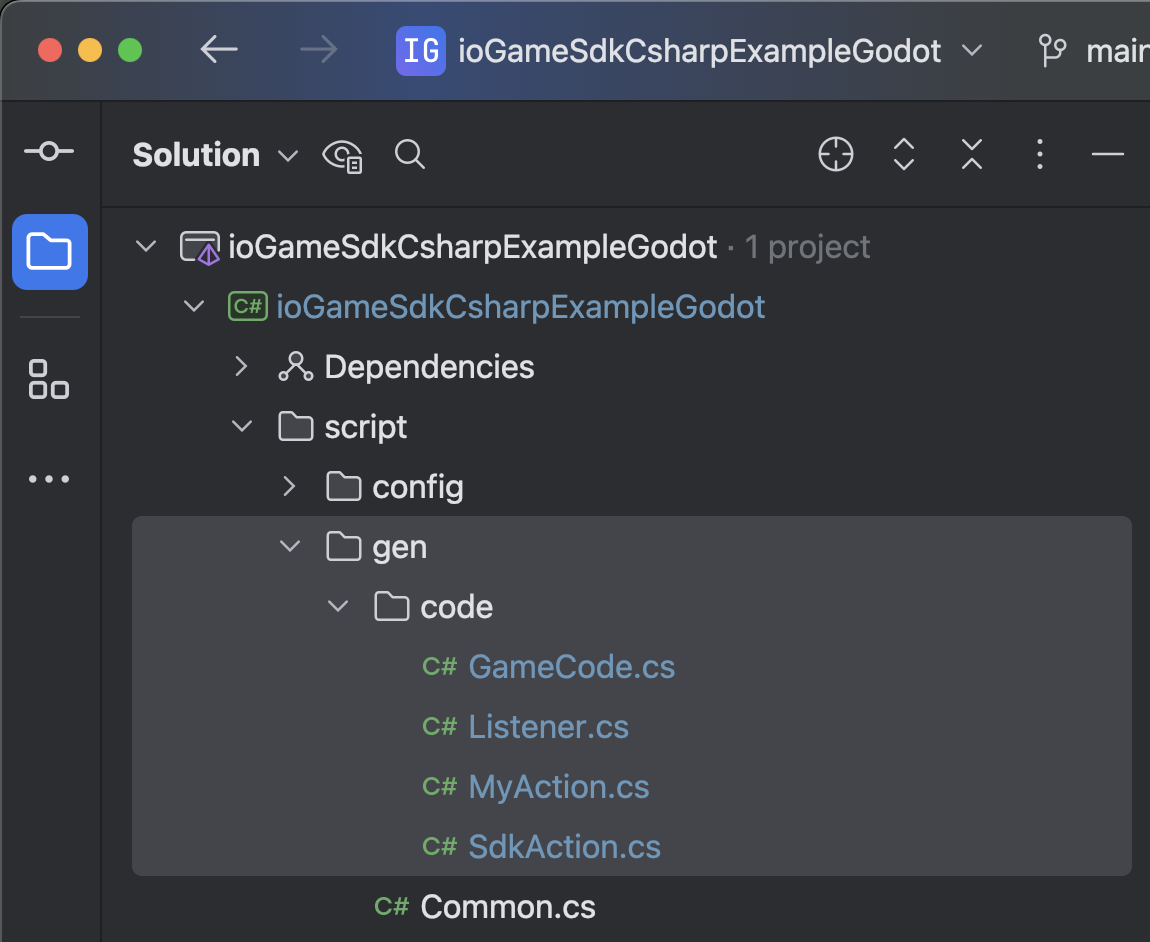 IG ioGameSdkCsharpExampleGodot main
Solution
ioGameSdkCsharpExampleGodot · 1 project
C# ioGameSdkCsharpExampleGodot
Dependencies
script
config
gen
code
C# GameCode.cs
C# Listener.cs
C# MyAction.cs
C# SdkAction.cs
C# Common.cs